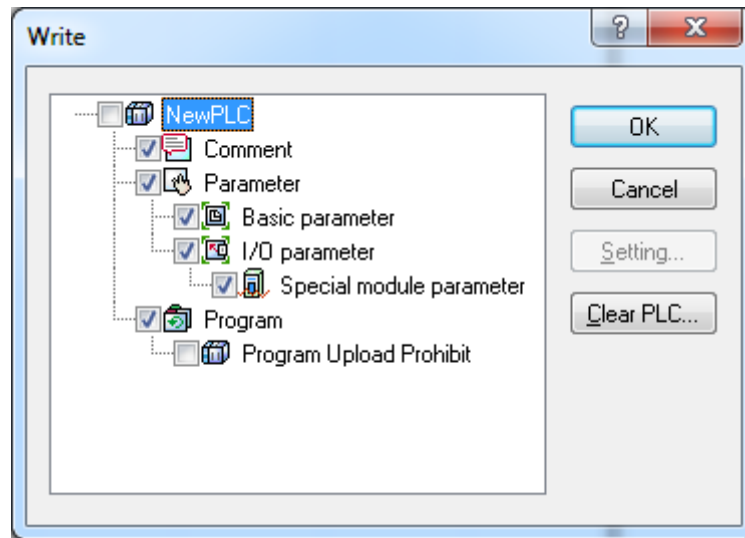 Write
NewPLC
Comment
Parameter
Basic parameter
I/O parameter
Special module parameter
Program
Program Upload Prohibit
OK
Cancel
Setting...
Clear PLC...